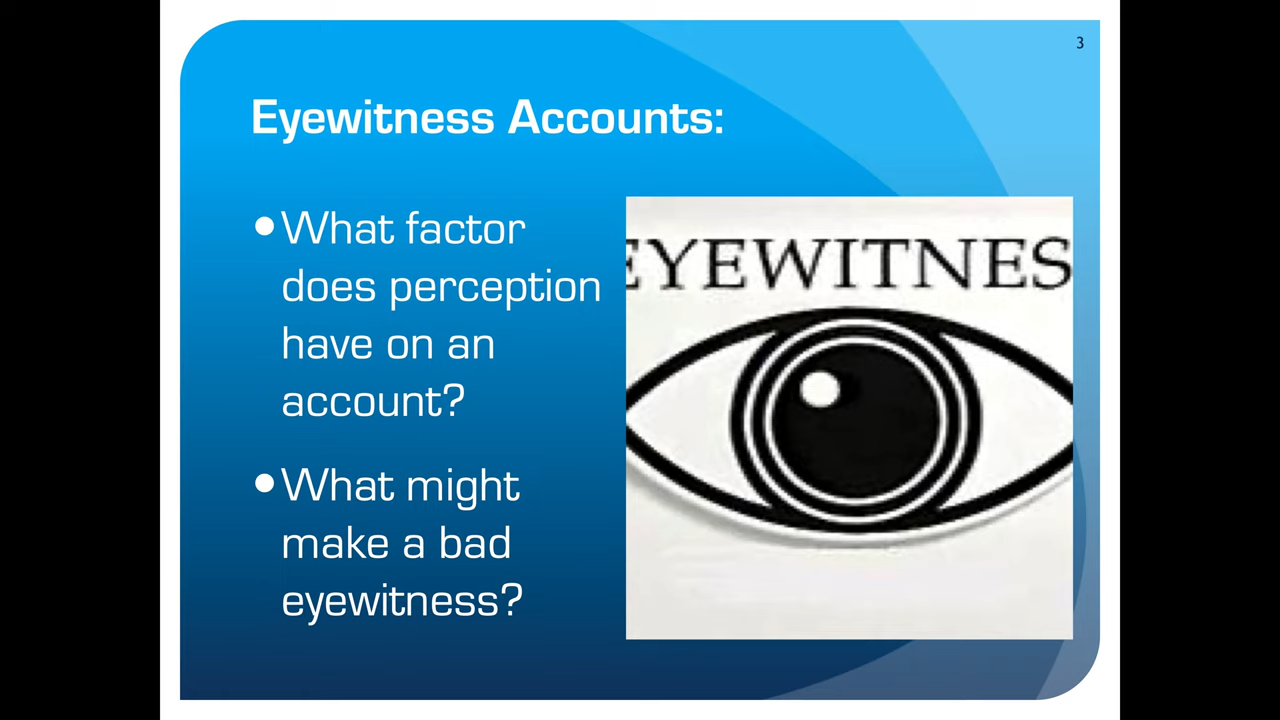 3
Eyewitness Accounts:
•What factor
does perception
have on an
account?
•What might
make a bad
eyewitness?
EYEWITNES